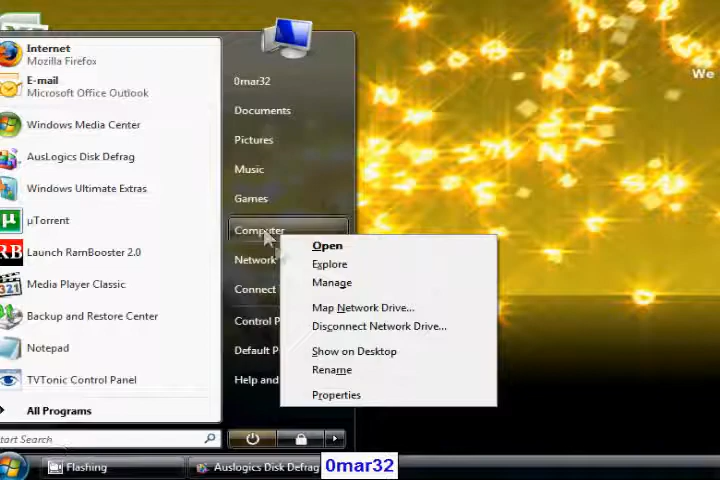 We
Internet
Mozilla Firefox
E-mail
Microsoft Office Outlook
Windows Media Center
AusLogics Disk Defrag
Windows Ultimate Extras
µTorrent
RB
Launch RamBooster 2.0
321
Media Player Classic
Backup and Restore Center
Notepad
TVTonic Control Panel
All Programs
tart Search
0mar32
Documents
Pictures
Music
Games
Computer
Network
Connect
Control P
Default P
Help and
Open
Explore
Manage
Map Network Drive...
Disconnect Network Drive...
Show on Desktop
Rename
Properties
Flashing
Auslogics Disk Defrag
0mar32